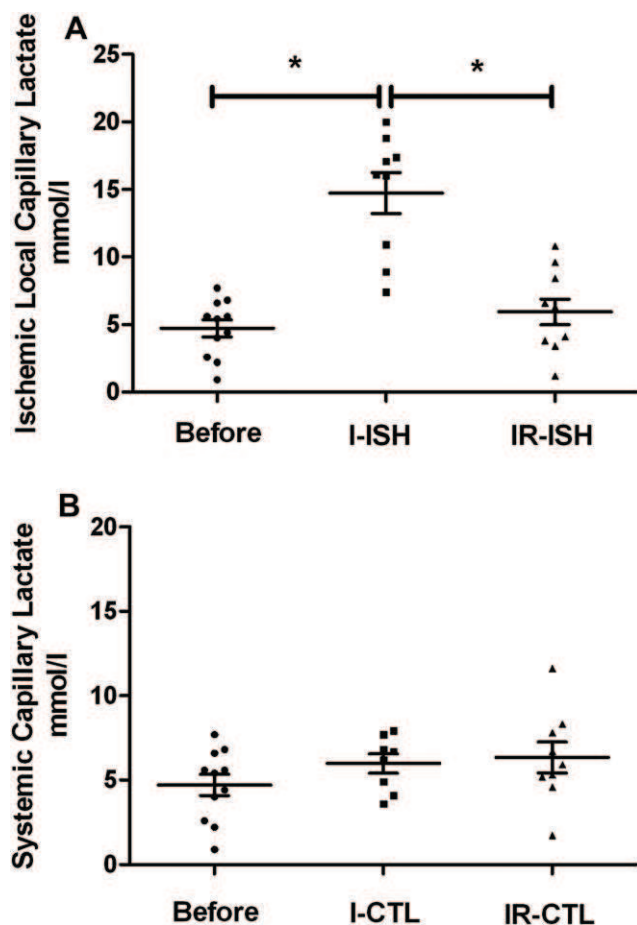 A
Ischemic Local Capillary Lactate
mmol/l
25
20
15
10
5
0
*
*
Before
I-ISH
IR-ISH
B
Systemic Capillary Lactate
mmol/l
20
15
10
5
0
Before
I-CTL
IR-CTL